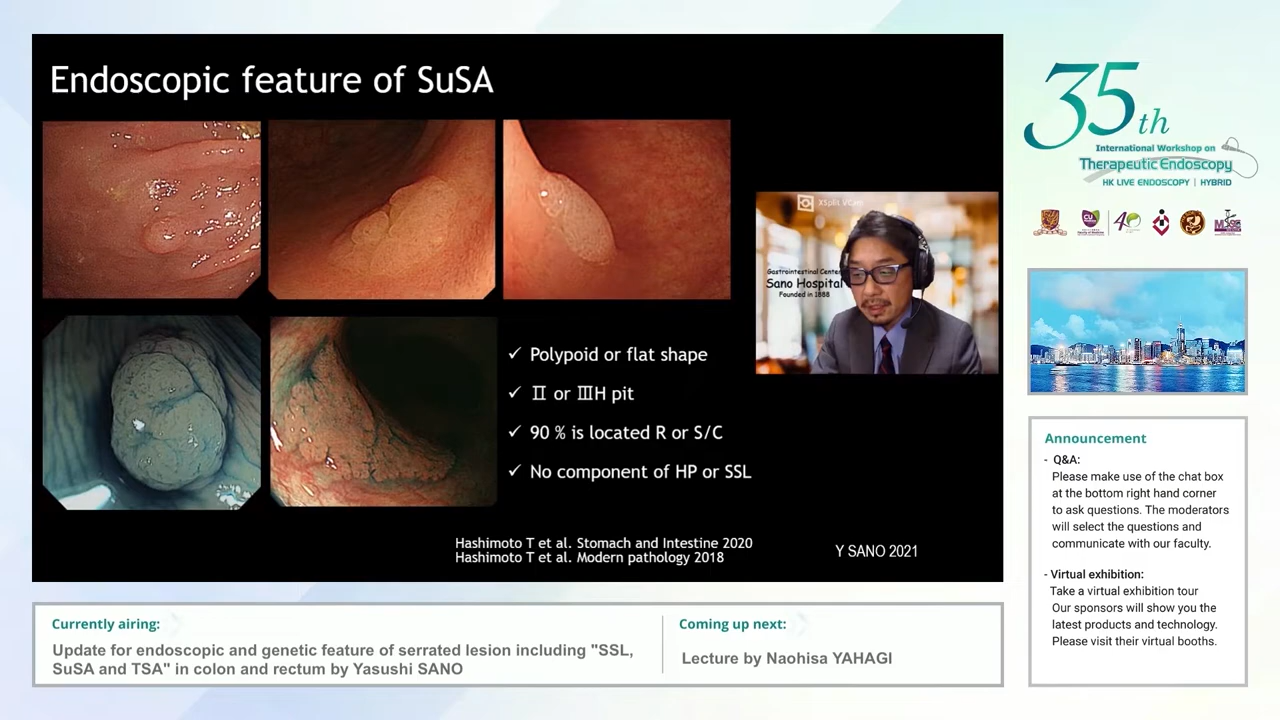 Endoscopic feature of SuSA
XSplit VCam
Gastrointestinal Center
Sano Hospital
Founded in 1888
✓ Polypoid or flat shape
✓ Ⅱ or ⅢH pit
✓ 90 % is located R or S/C
✓ No component of HP or SSL
Hashimoto T et al. Stomach and Intestine 2020
Hashimoto T et al. Modern pathology 2018
Y SANO 2021
35th
International Workshop on
Therapeutic Endoscopy
HK LIVE ENDOSCOPY | HYBRID
Announcement
- Q&A:
Please make use of the chat box
at the bottom right hand corner
to ask questions. The moderators
will select the questions and
communicate with our faculty.
- Virtual exhibition:
Take a virtual exhibition tour
Our sponsors will show you the
latest products and technology.
Please visit their virtual booths.
Currently airing:
Update for endoscopic and genetic feature of serrated lesion including "SSL,
SuSA and TSA" in colon and rectum by Yasushi SANO
Coming up next:
Lecture by Naohisa YAHAGI